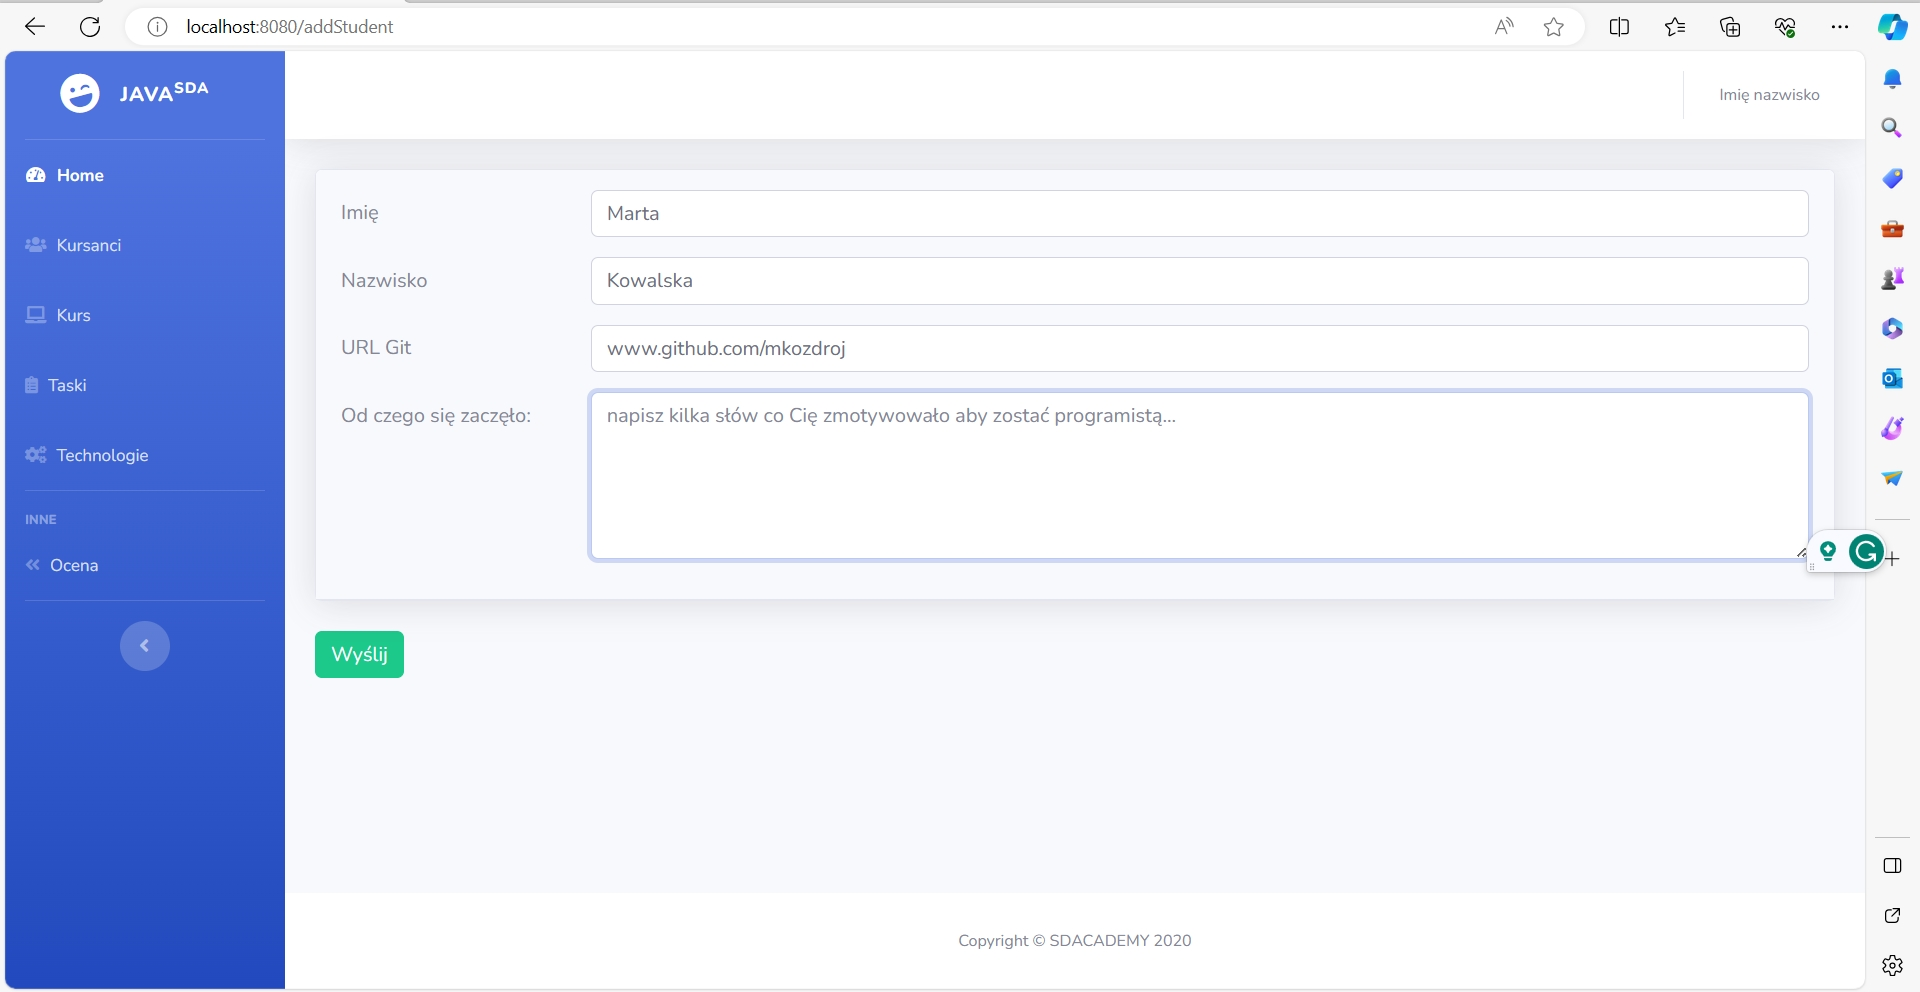 localhost:8080/addStudent
JAVA SDA
Imię nazwisko
Home
Kursanci
Kurs
Taski
Technologie
INNE
Ocena
Imię
Marta
Nazwisko
Kowalska
URL Git
www.github.com/mkozdroj
Od czego się zaczęło:
napisz kilka słów co Cię zmotywowało aby zostać programistą...
Wyślij
Copyright © SDACADEMY 2020